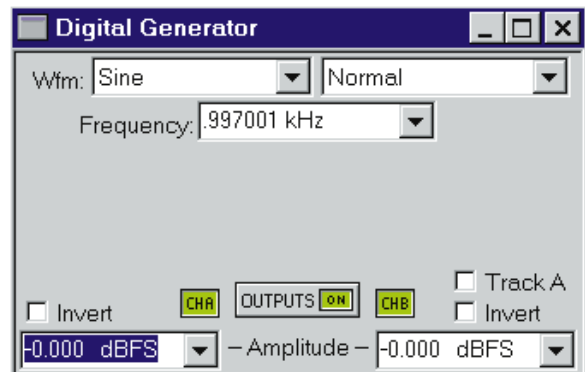 Digital Generator
Wfm: Sine Normal
Frequency: .997001 kHz
Track A
CHA OUTPUTS ON CHB
Invert Invert
-0.000 dBFS – Amplitude – -0.000 dBFS